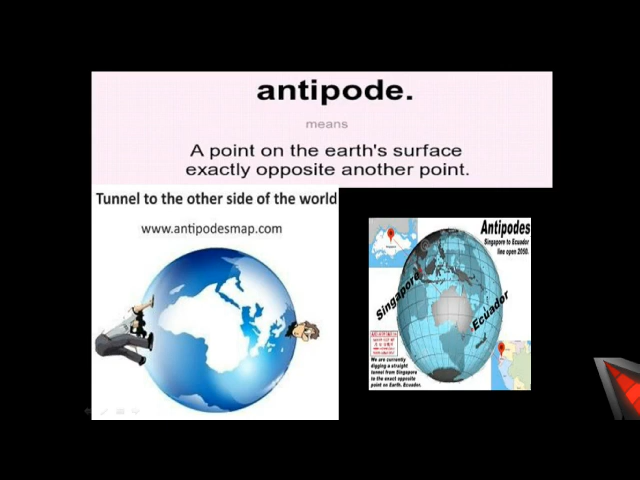 antipode.
means
A point on the earth's surface
exactly opposite another point.
Tunnel to the other side of the world
www.antipodesmap.com
Antipodes
Singapore to Ecuador
line open 2050.
Singapore
Ecuador
We are currently
digging a straight
tunnel from Singapore
to the exact opposite
point on Earth, Ecuador.